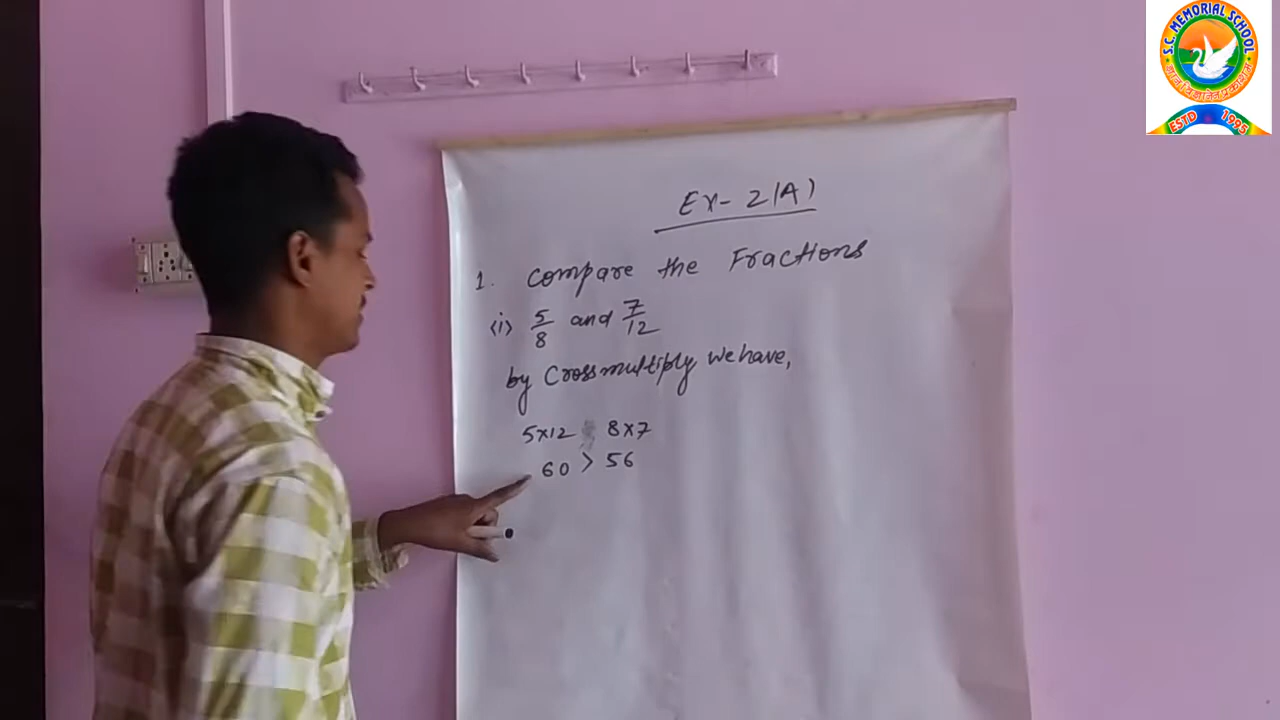 S.C. MEMORIAL SCHOOL
ESTD 1995
Ex- 2(A)
1. Compare the Fractions
(i) 5/8 and 7/12
by Crossmultiply We have,
5x12 8x7
60 > 56